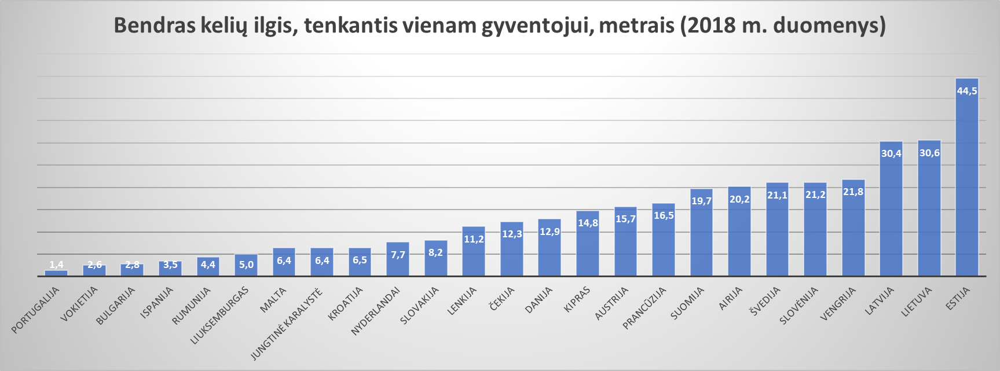 Bendras kelių ilgis, tenkantis vienam gyventojui, metrais (2018 m. duomenys)
1,4
2,6
2,8
3,5
4,4
5,0
6,4
6,4
6,5
7,7
8,2
11,2
12,3
12,9
14,8
15,7
16,5
19,7
20,2
21,1
21,2
21,8
30,4
30,6
44,5
PORTUGALIJA
VOKIETIJA
BULGARIJA
ISPANIJA
RUMUNIJA
LIUKSEMBURGAS
MALTA
JUNGTINĖ KARALYSTĖ
KROATIJA
NYDERLANDAI
SLOVAKIJA
LENKIJA
ČEKIJA
DANIJA
KIPRAS
AUSTRIJA
PRANCŪZIJA
SUOMIJA
AIRIJA
ŠVEDIJA
SLOVĖNIJA
VENGRIJA
LATVIJA
LIETUVA
ESTIJA